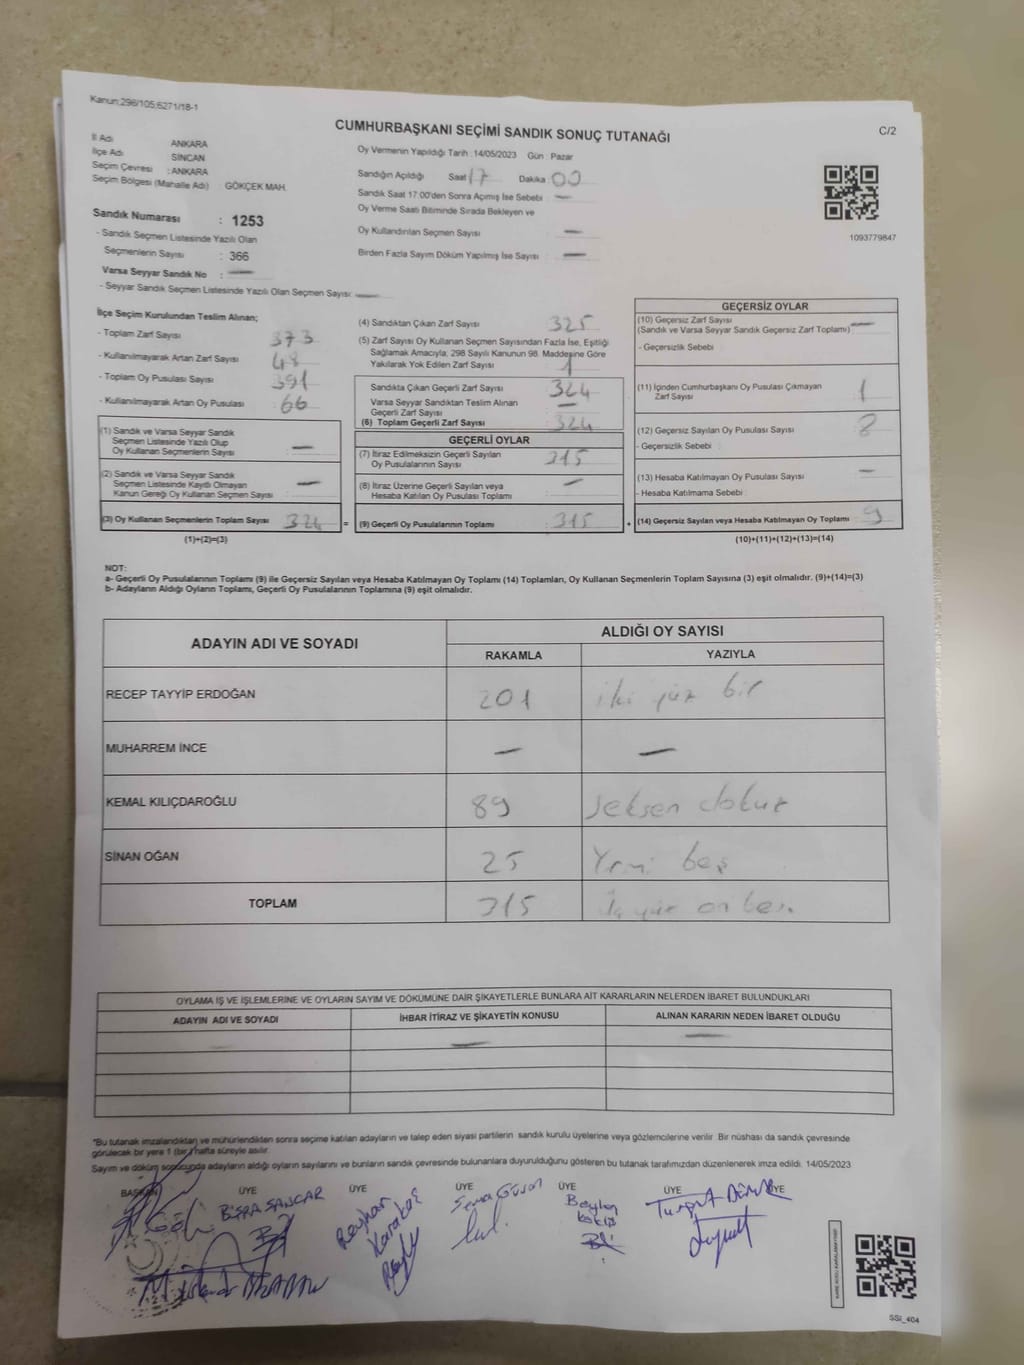 Kanun:296/105;6271/18-1
CUMHURBAŞKANI SEÇİMİ SANDIK SONUÇ TUTANAĞI
C/2
İl Adı ANKARA
İlçe Adı SİNCAN
Seçim Çevresi : ANKARA
Seçim Bölgesi (Mahalle Adı) : GÖKÇEK MAH.
Sandık Numarası : 1253
- Sandık Seçmen Listesinde Yazılı Olan
Seçmenlerin Sayısı : 366
Varsa Seyyar Sandık No : —
- Seyyar Sandık Seçmen Listesinde Yazılı Olan Seçmen Sayısı: —
Oy Vermenin Yapıldığı Tarih :14/05/2023 Gün : Pazar
Sandığın Açıldığı Saat 17 Dakika 00
Sandık Saat 17:00'den Sonra Açımış İse Sebebi —
Oy Verme Saati Bitiminde Sırada Bekleyen ve
Oy Kullandırılan Seçmen Sayısı : —
Birden Fazla Sayım Döküm Yapılmış İse Sayısı : —
1093779847
İlçe Seçim Kurulundan Teslim Alınan;
- Toplam Zarf Sayısı : 373
- Kullanılmayarak Artan Zarf Sayısı : 48
- Toplam Oy Pusulası Sayısı : 391
- Kullanılmayarak Artan Oy Pusulası : 66
(1) Sandık ve Varsa Seyyar Sandık
Seçmen Listesinde Yazılı Olup
Oy Kullanan Seçmenlerin Sayısı : —
(2) Sandık ve Varsa Seyyar Sandık
Seçmen Listesinde Kayıtlı Olmayan
Kanun Gereği Oy Kullanan Seçmen Sayısı : —
(3) Oy Kullanan Seçmenlerin Toplam Sayısı : 324 =
(1)+(2)=(3)
(4) Sandıktan Çıkan Zarf Sayısı : 325
(5) Zarf Sayısı Oy Kullanan Seçmen Sayısından Fazla İse, Eşitliği
Sağlamak Amacıyla, 298 Sayılı Kanunun 98. Maddesine Göre
Yakılarak Yok Edilen Zarf Sayısı : 1
Sandıkta Çıkan Geçerli Zarf Sayısı : 324
Varsa Seyyar Sandıktan Teslim Alınan
Geçerli Zarf Sayısı : —
(6) Toplam Geçerli Zarf Sayısı : 324
GEÇERLİ OYLAR
(7) İtiraz Edilmeksizin Geçerli Sayılan
Oy Pusulalarının Sayısı : 315
(8) İtiraz Üzerine Geçerli Sayılan veya
Hesaba Katılan Oy Pusulası Toplamı : —
(9) Geçerli Oy Pusulalarının Toplamı : 315 +
GEÇERSİZ OYLAR
(10) Geçersiz Zarf Sayısı
(Sandık ve Varsa Seyyar Sandık Geçersiz Zarf Toplamı) —
- Geçersizlik Sebebi
(11) İçinden Cumhurbaşkanı Oy Pusulası Çıkmayan
Zarf Sayısı : 1
(12) Geçersiz Sayılan Oy Pusulası Sayısı : 8
- Geçersizlik Sebebi
(13) Hesaba Katılmayan Oy Pusulası Sayısı : —
- Hesaba Katılmama Sebebi
(14) Geçersiz Sayılan veya Hesaba Katılmayan Oy Toplamı : 9
(10)+(11)+(12)+(13)=(14)
NOT:
a- Geçerli Oy Pusulalarının Toplamı (9) ile Geçersiz Sayılan veya Hesaba Katılmayan Oy Toplamı (14) Toplamları, Oy Kullanan Seçmenlerin Toplam Sayısına (3) eşit olmalıdır. (9)+(14)=(3)
b- Adayların Aldığı Oyların Toplamı, Geçerli Oy Pusulalarının Toplamına (9) eşit olmalıdır.
ADAYIN ADI VE SOYADI ALDIĞI OY SAYISI
RAKAMLA YAZIYLA
RECEP TAYYİP ERDOĞAN 201 iki yüz bir
MUHARREM İNCE — —
KEMAL KILIÇDAROĞLU 89 seksen dokuz
SİNAN OĞAN 25 Yrmi beş
TOPLAM 315 üç yüz on beş
OYLAMA İŞ VE İŞLEMLERİNE VE OYLARIN SAYIM VE DÖKÜMÜNE DAİR ŞİKAYETLERLE BUNLARA AİT KARARLARIN NELERDEN İBARET BULUNDUKLARI
ADAYIN ADI VE SOYADI İHBAR İTİRAZ VE ŞİKAYETİN KONUSU ALINAN KARARIN NEDEN İBARET OLDUĞU
— — —
*Bu tutanak imzalandıktan ve mühürlendikten sonra seçime katılan adayların ve talep eden siyasi partilerin sandık kurulu üyelerine veya gözlemcilerine verilir. Bir nüshası da sandık çevresinde
görülecek bir yere 1 (bir) hafta süreyle asılır.
Sayım ve döküm sonucunda adayların aldığı oyların sayılarını ve bunların sandık çevresinde bulunanlara duyurulduğunu gösteren bu tutanak tarafımızdan düzenlenerek imza edildi. 14/05/2023
BAŞKAN ÜYE ÜYE ÜYE ÜYE ÜYE ÜYE
BÜŞRA SANCAR
Reyhan
Karakoç
Beyhan
SSİ_404